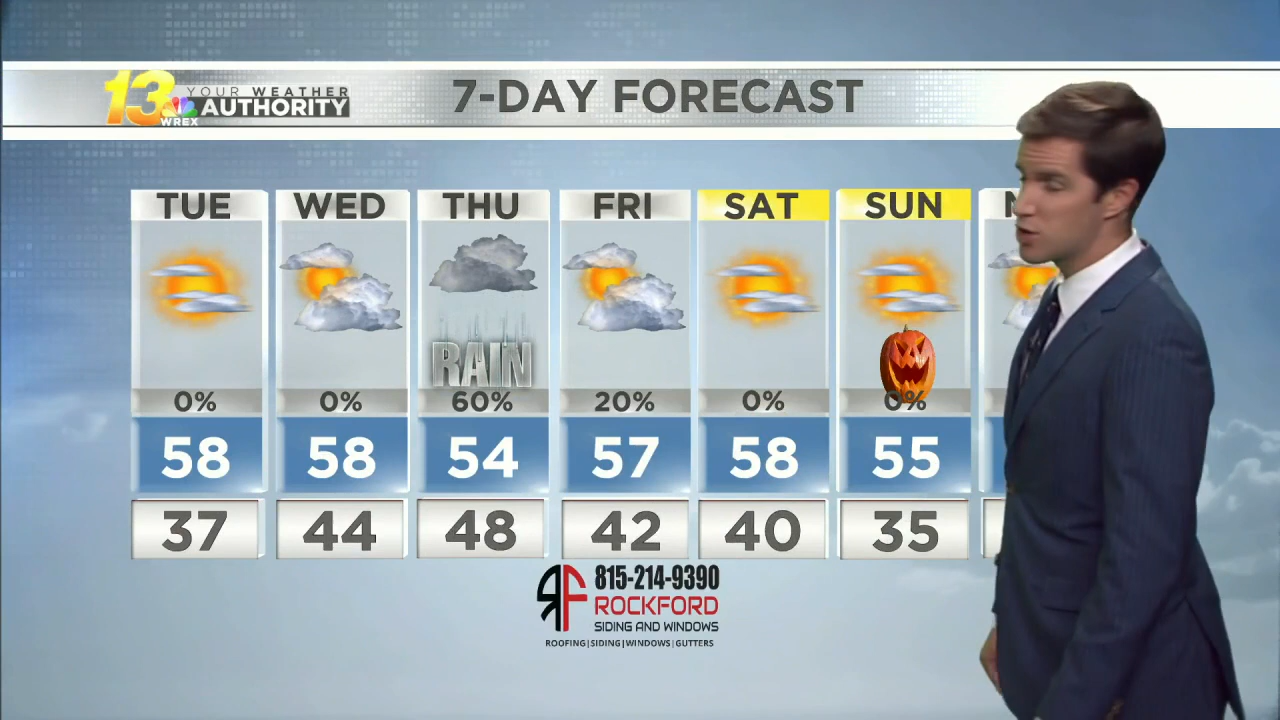 13
YOUR WEATHER
AUTHORITY
WREX
7-DAY FORECAST
TUE WED THU FRI SAT SUN
RAIN
0% 0% 60% 20% 0% 0%
58 58 54 57 58 55
37 44 48 42 40 35
RF 815-214-9390
ROCKFORD
SIDING AND WINDOWS
ROOFING|SIDING|WINDOWS|GUTTERS